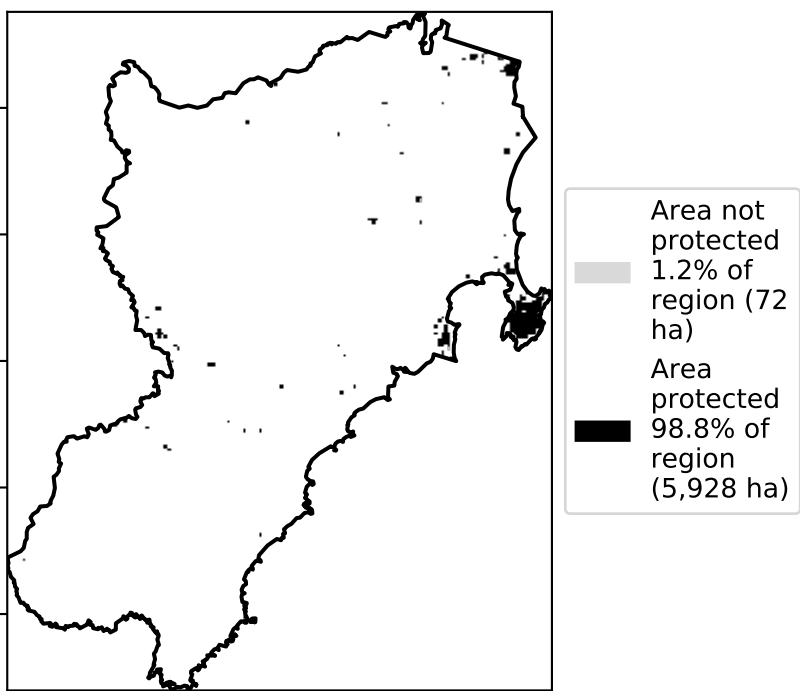 Area not
protected
1.2% of
region (72
ha)
Area
protected
98.8% of
region
(5,928 ha)